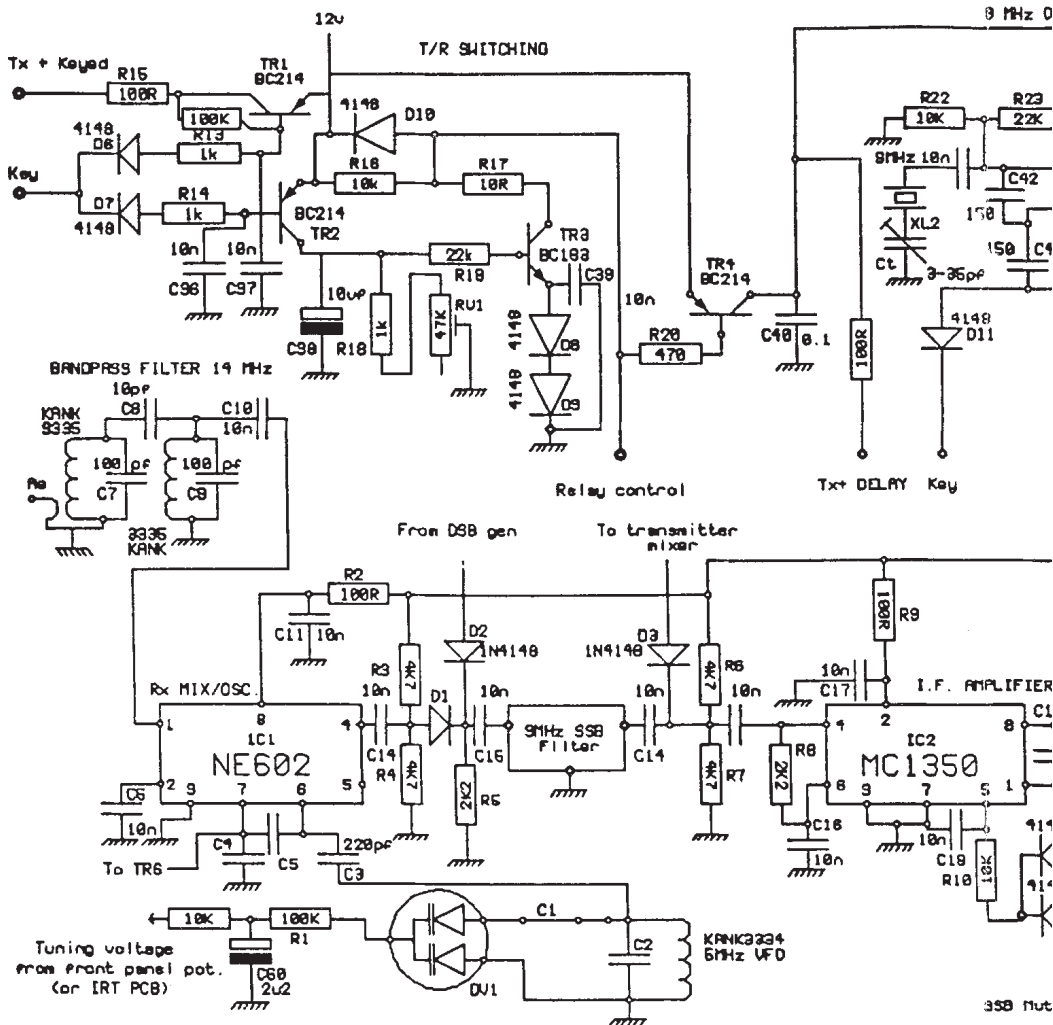 9 MHz O
12v
T/R SWITCHING
Tx + Keyed
R15
100R
TR1
BC214
100K
R13
1k
4148
D6
Key
D7
4148
R14
1k
4148
D10
R16
10k
R17
10R
BC214
TR2
10n
C96
10n
C97
10uf
C98
R18
1k
22k
R19
47K
RV1
TR3
BC183
C39
10n
4148
D8
4148
D9
TR4
BC214
R20
470
C40
0.1
100R
R22
10K
R23
22K
9MHz
10n
C42
150
XL2
Ct
3-35pf
150
C4
4148
D11
Relay control
Tx+ DELAY
Key
BANDPASS FILTER 14 MHz
10pf
C8
C10
10n
KANK
3335
100 pf
C7
100 pf
C9
Ae
3335
KANK
From DSB gen
To transmitter
mixer
R2
100R
C11
10n
D2
1N4148
D3
1N4148
R9
100R
R3
4K7
R6
4K7
10n
C17
I.F. AMPLIFIER
Rx MIX/OSC.
10n
C14
D1
10n
C15
9MHz SSB
Filter
10n
C14
10n
1
8
4
IC1
NE602
2
3
7
6
5
R4
4K7
2K2
R5
R7
4K7
R8
2K2
4
2
8
IC2
MC1350
6
3
7
5
1
C1
C6
10n
To TR6
C4
C5
220pf
C3
C16
10n
10n
C18
R10
10K
414
414
10K
100K
R1
C60
2u2
Tuning voltage
from front panel pot.
(or IRT PCB)
DV1
C1
C2
KANK3334
5MHz VFO
SSB Mut